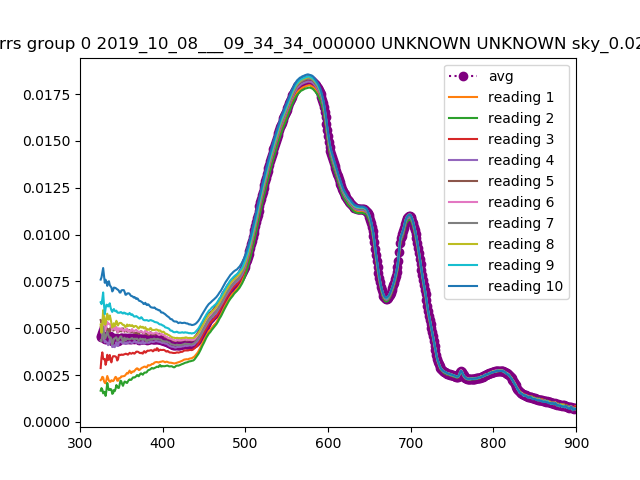 rrs group 0 2019_10_08___09_34_34_000000 UNKNOWN UNKNOWN sky_0.02
0.0175
0.0150
0.0125
0.0100
0.0075
0.0050
0.0025
0.0000
300 400 500 600 700 800 900
avg
reading 1
reading 2
reading 3
reading 4
reading 5
reading 6
reading 7
reading 8
reading 9
reading 10